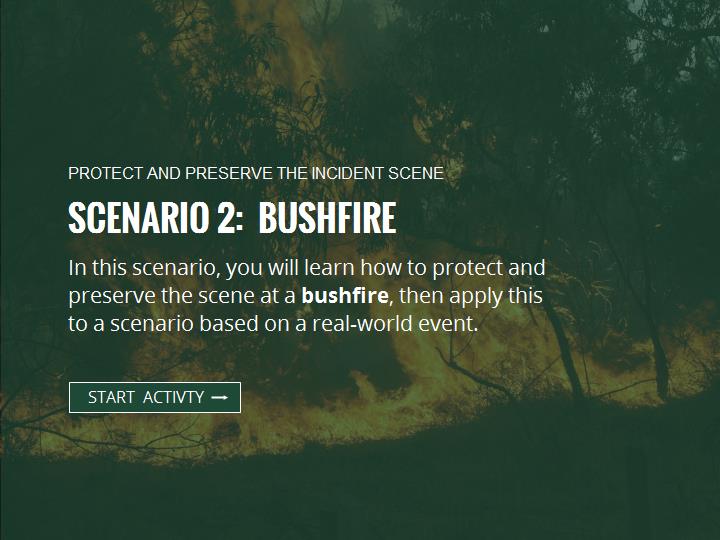 PROTECT AND PRESERVE THE INCIDENT SCENE
SCENARIO 2: BUSHFIRE
In this scenario, you will learn how to protect and
preserve the scene at a bushfire, then apply this
to a scenario based on a real-world event.
START ACTIVTY